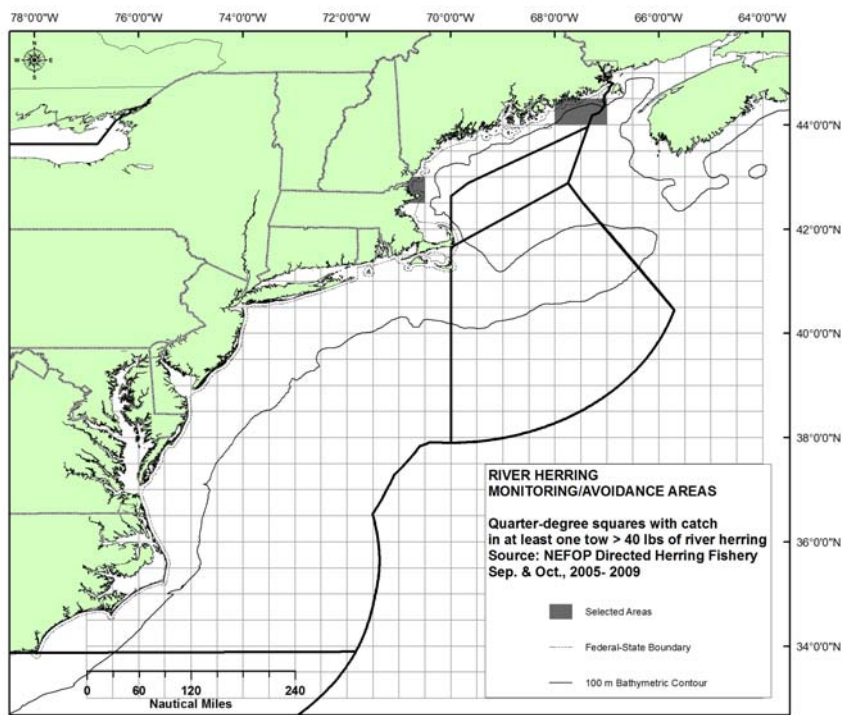 78°0'0"W 76°0'0"W 74°0'0"W 72°0'0"W 70°0'0"W 68°0'0"W 66°0'0"W 64°0'0"W
N
W E
S
44°0'0"N
42°0'0"N
40°0'0"N
38°0'0"N
36°0'0"N
34°0'0"N
RIVER HERRING
MONITORING/AVOIDANCE AREAS
Quarter-degree squares with catch
in at least one tow > 40 lbs of river herring
Source: NEFOP Directed Herring Fishery
Sep. & Oct., 2005- 2009
Selected Areas
Federal-State Boundary
100 m Bathymetric Contour
0 60 120 240
Nautical Miles